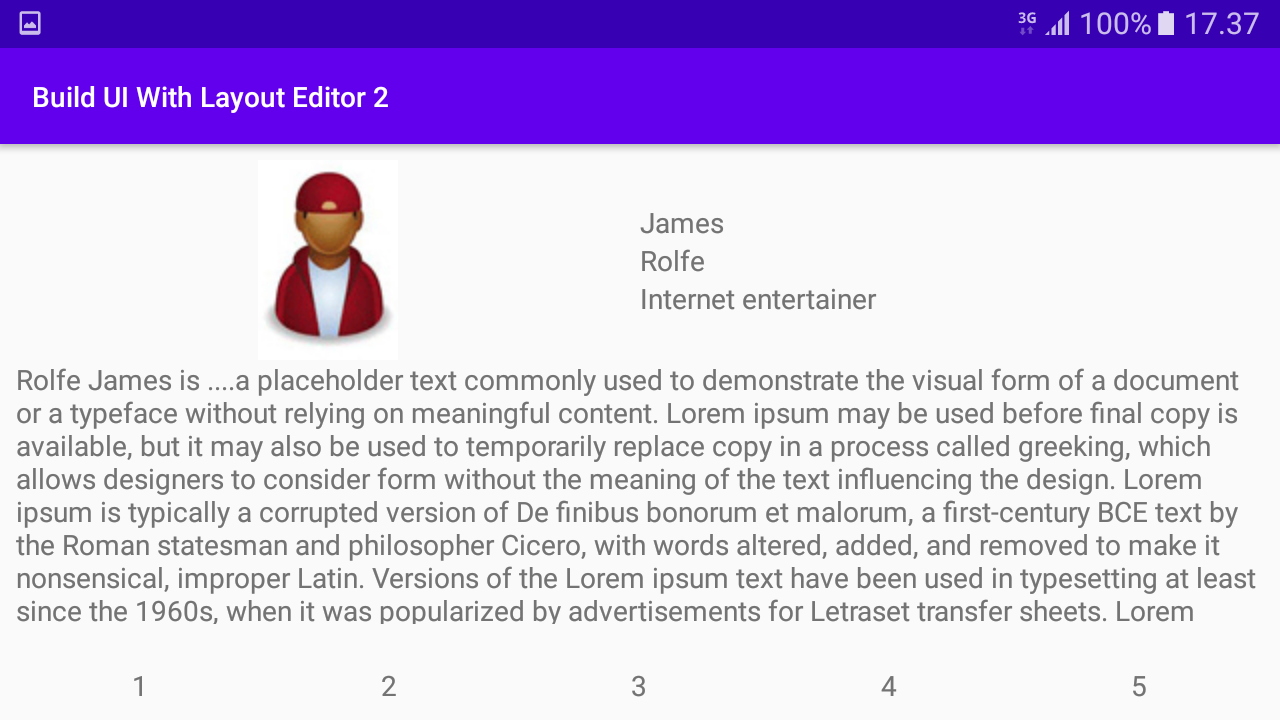 3G 100% 17.37
Build UI With Layout Editor 2
James
Rolfe
Internet entertainer
Rolfe James is ....a placeholder text commonly used to demonstrate the visual form of a document
or a typeface without relying on meaningful content. Lorem ipsum may be used before final copy is
available, but it may also be used to temporarily replace copy in a process called greeking, which
allows designers to consider form without the meaning of the text influencing the design. Lorem
ipsum is typically a corrupted version of De finibus bonorum et malorum, a first-century BCE text by
the Roman statesman and philosopher Cicero, with words altered, added, and removed to make it
nonsensical, improper Latin. Versions of the Lorem ipsum text have been used in typesetting at least
since the 1960s, when it was popularized by advertisements for Letraset transfer sheets. Lorem
1 2 3 4 5